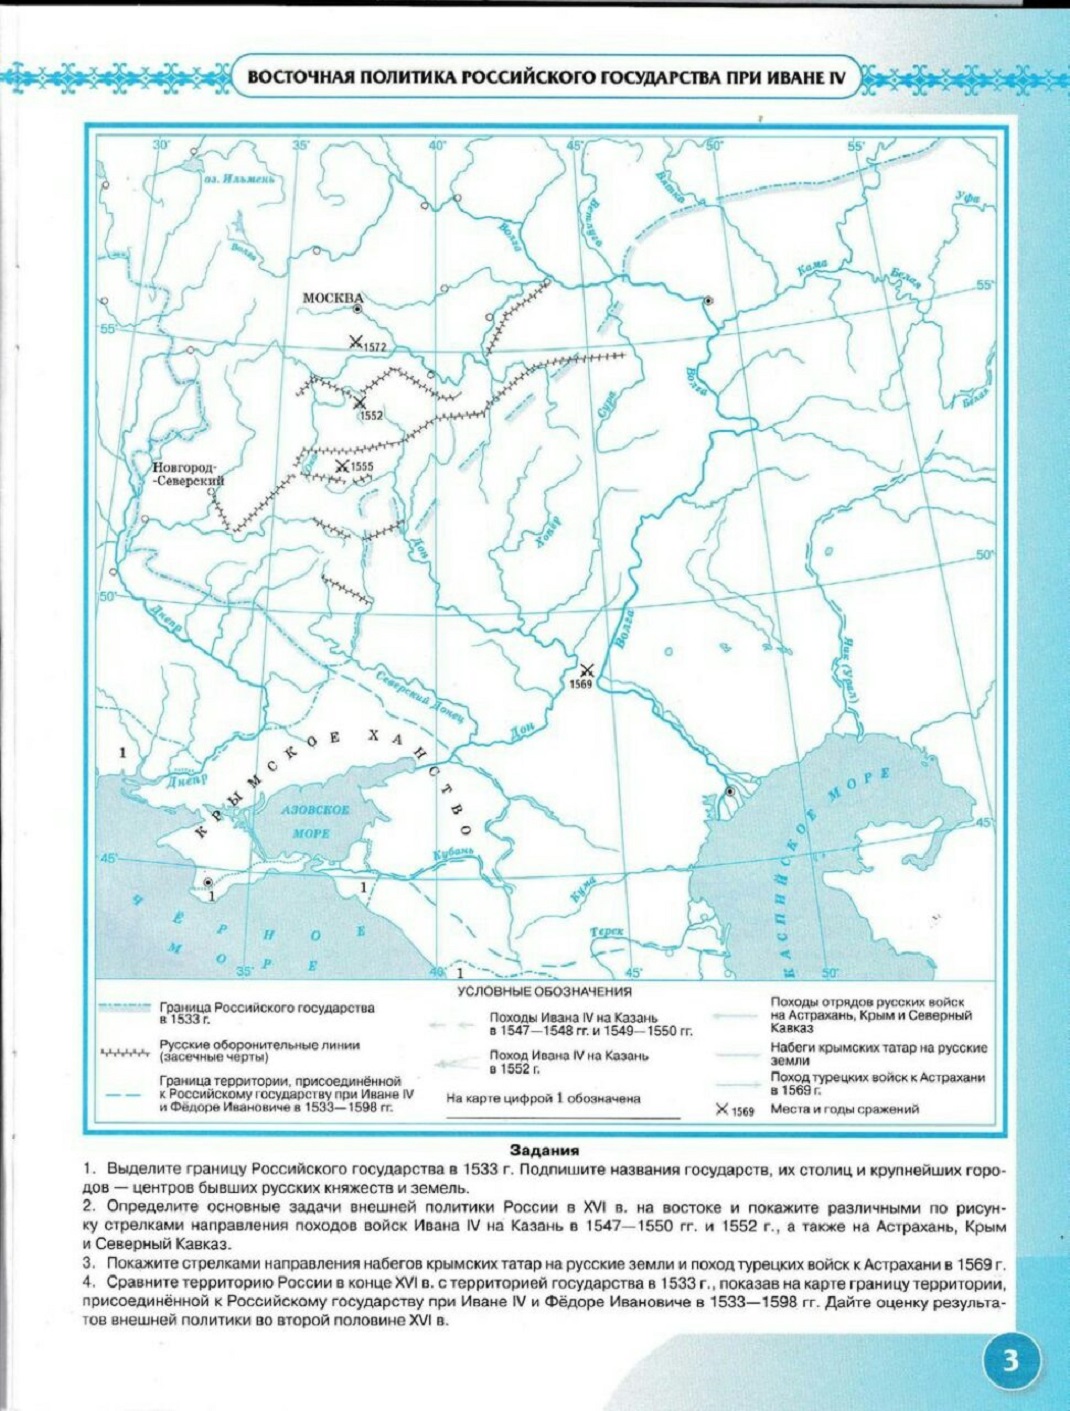 ВОСТОЧНАЯ ПОЛИТИКА РОССИЙСКОГО ГОСУДАРСТВА ПРИ ИВАНЕ IV
30°
35°
40°
45°
50°
55°
оз. Ильмень
Волга
Волга
Ветлуга
Вятка
Уфа
Кама
Белая
55°
МОСКВА
55°
1572
Волга
Белая
1552
Сура
Новгород-
-Северский
1555
Дон
Хопёр
50°
50°
Днепр
Волга
Яик (Урал)
1569
Северский Донец
Дон
1
Днепр
КРЫМСКОЕ ХАНСТВО
АЗОВСКОЕ
МОРЕ
КАСПИЙСКОЕ МОРЕ
45°
45°
Кубань
1
1
Кума
ЧЁРНОЕ
МОРЕ
Терек
35°
40°
1
45°
50°
УСЛОВНЫЕ ОБОЗНАЧЕНИЯ
Граница Российского государства
в 1533 г.
Русские оборонительные линии
(засечные черты)
Граница территории, присоединённой
к Российскому государству при Иване IV
и Фёдоре Ивановиче в 1533—1598 гг.
Походы Ивана IV на Казань
в 1547—1548 гг. и 1549—1550 гг.
Поход Ивана IV на Казань
в 1552 г.
На карте цифрой 1 обозначена
Походы отрядов русских войск
на Астрахань, Крым и Северный
Кавказ
Набеги крымских татар на русские
земли
Поход турецких войск к Астрахани
в 1569 г.
1569 Места и годы сражений
Задания
1. Выделите границу Российского государства в 1533 г. Подпишите названия государств, их столиц и крупнейших горо-
дов — центров бывших русских княжеств и земель.
2. Определите основные задачи внешней политики России в XVI в. на востоке и покажите различными по рисун-
ку стрелками направления походов войск Ивана IV на Казань в 1547—1550 гг. и 1552 г., а также на Астрахань, Крым
и Северный Кавказ.
3. Покажите стрелками направления набегов крымских татар на русские земли и поход турецких войск к Астрахани в 1569 г.
4. Сравните территорию России в конце XVI в. с территорией государства в 1533 г., показав на карте границу территории,
присоединённой к Российскому государству при Иване IV и Фёдоре Ивановиче в 1533—1598 гг. Дайте оценку результа-
тов внешней политики во второй половине XVI в.
3